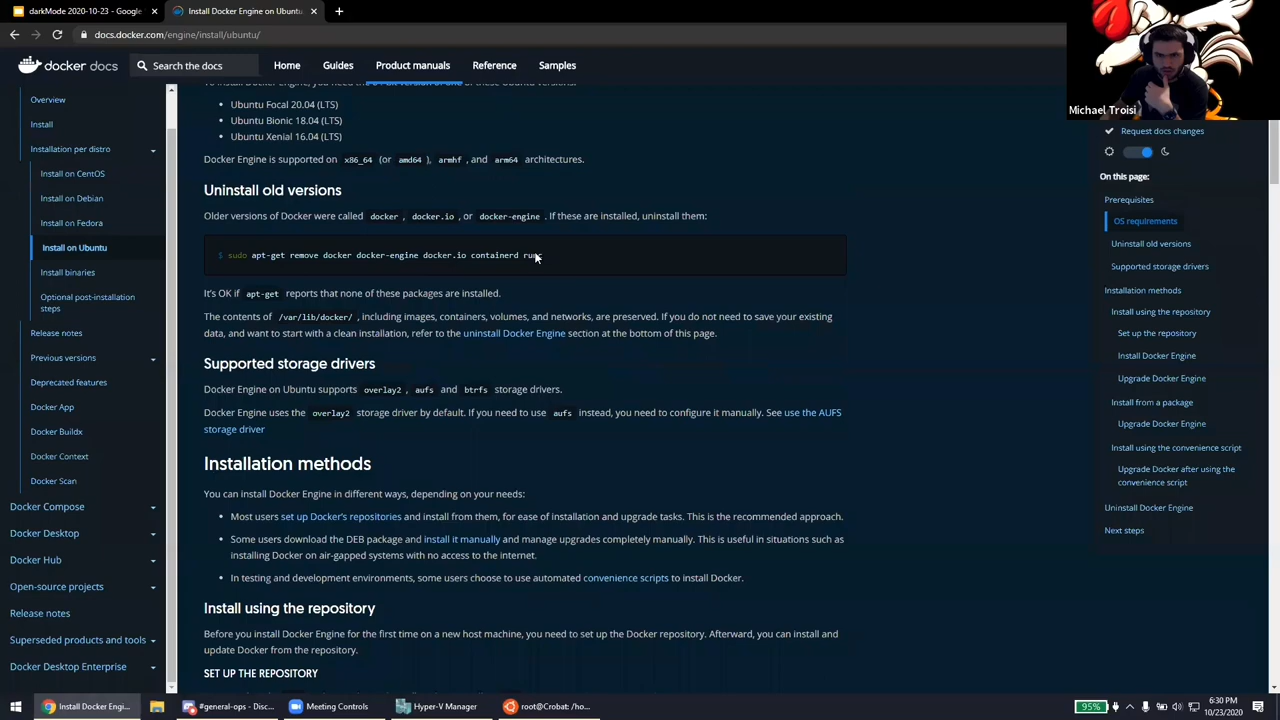 darkMode 2020-10-23 - Google
Install Docker Engine on Ubuntu
docs.docker.com/engine/install/ubuntu/
docker docs
Search the docs
Home
Guides
Product manuals
Reference
Samples
Michael Troisi
Overview
Install
Installation per distro
Install on CentOS
Install on Debian
Install on Fedora
Install on Ubuntu
Install binaries
Optional post-installation
steps
Release notes
Previous versions
Deprecated features
Docker App
Docker Buildx
Docker Context
Docker Scan
Docker Compose
Docker Desktop
Docker Hub
Open-source projects
Release notes
Superseded products and tools
Docker Desktop Enterprise
To install Docker Engine, you need the 64-bit version of one of these Ubuntu versions:
• Ubuntu Focal 20.04 (LTS)
• Ubuntu Bionic 18.04 (LTS)
• Ubuntu Xenial 16.04 (LTS)
Docker Engine is supported on x86_64 (or amd64), armhf, and arm64 architectures.
Uninstall old versions
Older versions of Docker were called docker, docker.io, or docker-engine. If these are installed, uninstall them:
$ sudo apt-get remove docker docker-engine docker.io containerd runc
It's OK if apt-get reports that none of these packages are installed.
The contents of /var/lib/docker/, including images, containers, volumes, and networks, are preserved. If you do not need to save your existing
data, and want to start with a clean installation, refer to the uninstall Docker Engine section at the bottom of this page.
Supported storage drivers
Docker Engine on Ubuntu supports overlay2, aufs and btrfs storage drivers.
Docker Engine uses the overlay2 storage driver by default. If you need to use aufs instead, you need to configure it manually. See use the AUFS
storage driver
Installation methods
You can install Docker Engine in different ways, depending on your needs:
• Most users set up Docker's repositories and install from them, for ease of installation and upgrade tasks. This is the recommended approach.
• Some users download the DEB package and install it manually and manage upgrades completely manually. This is useful in situations such as
installing Docker on air-gapped systems with no access to the internet.
• In testing and development environments, some users choose to use automated convenience scripts to install Docker.
Install using the repository
Before you install Docker Engine for the first time on a new host machine, you need to set up the Docker repository. Afterward, you can install and
update Docker from the repository.
SET UP THE REPOSITORY
Request docs changes
On this page:
Prerequisites
OS requirements
Uninstall old versions
Supported storage drivers
Installation methods
Install using the repository
Set up the repository
Install Docker Engine
Upgrade Docker Engine
Install from a package
Upgrade Docker Engine
Install using the convenience script
Upgrade Docker after using the
convenience script
Uninstall Docker Engine
Next steps
Install Docker Engi...
#general-ops - Disc...
Meeting Controls
Hyper-V Manager
root@Crobat: /ho...
95%
6:30 PM
10/23/2020